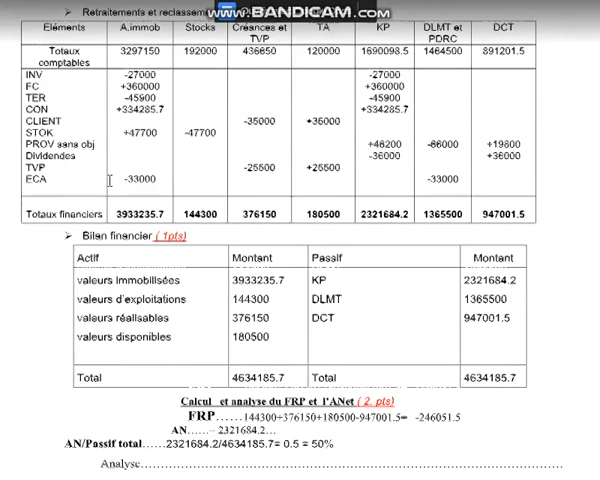 ➢ Retraitements et reclassem
www.BANDICAM.com
Eléments A.immob Stocks Créances et TVP TA KP DLMT et PDRC DCT
Totaux comptables 3297150 192000 436650 120000 1690098.5 1464500 891201.5
INV -27000 -27000
FC +360000 +360000
TER -45900 -45900
CON +334285.7 +334285.7
CLIENT -35000 +35000
STOK +47700 -47700
PROV sans obj +46200 -66000 +19800
Dividendes -36000 +36000
TVP -25500 +25500
ECA -33000 -33000
Totaux financiers 3933235.7 144300 376150 180500 2321684.2 1365500 947001.5
➢ Bilan financier ( 1pts)
Actif Montant Passif Montant
valeurs immobilisées 3933235.7 KP 2321684.2
valeurs d'exploitations 144300 DLMT 1365500
valeurs réalisables 376150 DCT 947001.5
valeurs disponibles 180500
Total 4634185.7 Total 4634185.7
Calcul et analyse du FRP et l'ANet ( 2. pts)
FRP……144300+376150+180500-947001.5= -246051.5
AN……– 2321684.2…
AN/Passif total……2321684.2/4634185.7= 0.5 = 50%
Analyse……………………………………………………………………